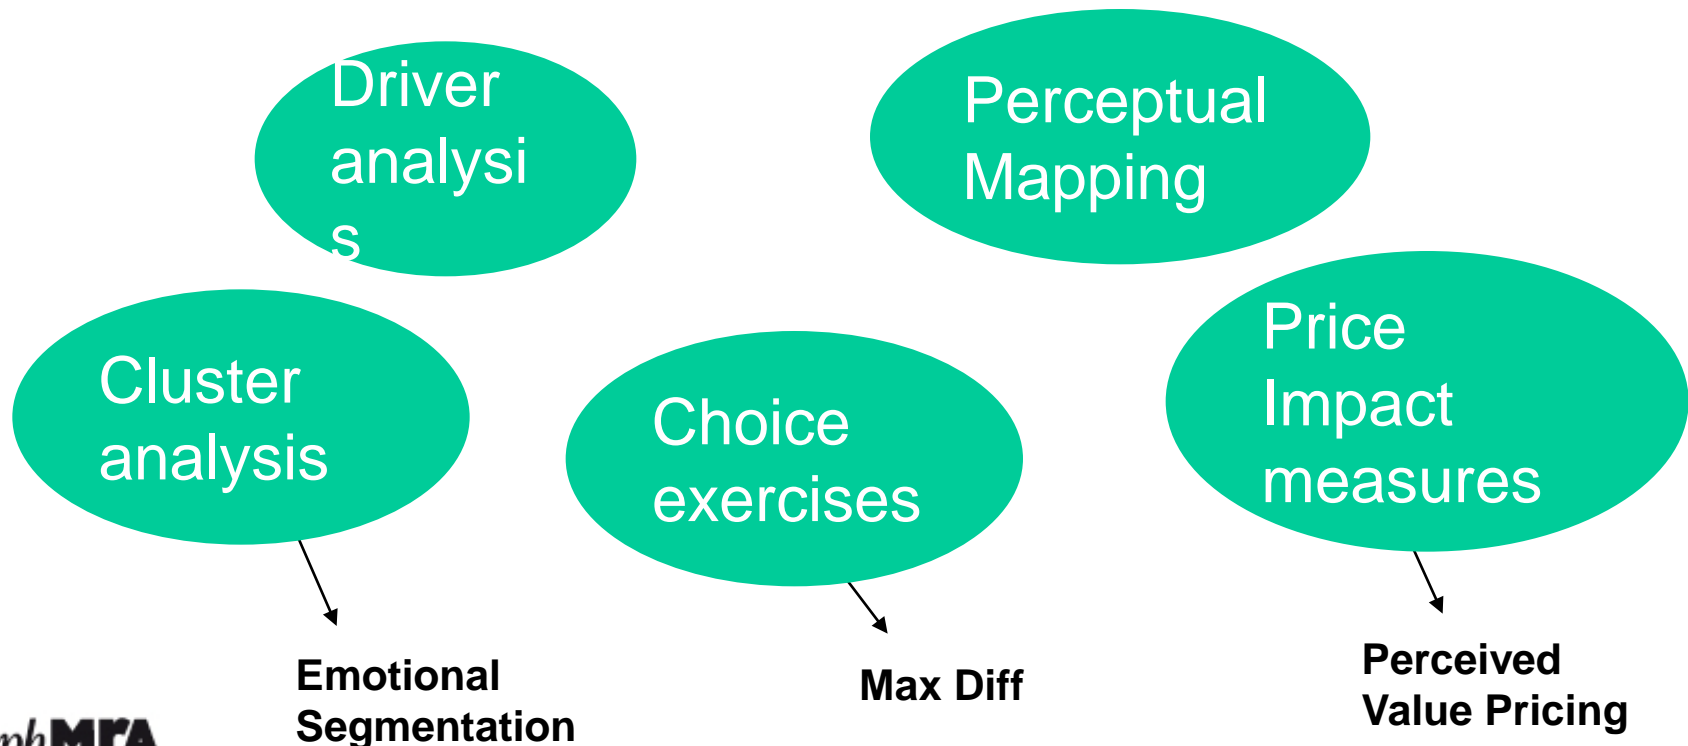 Driver
analysi
s
Perceptual
Mapping
Cluster
analysis
Choice
exercises
Price
Impact
measures
Emotional
Segmentation
Max Diff
Perceived
Value Pricing